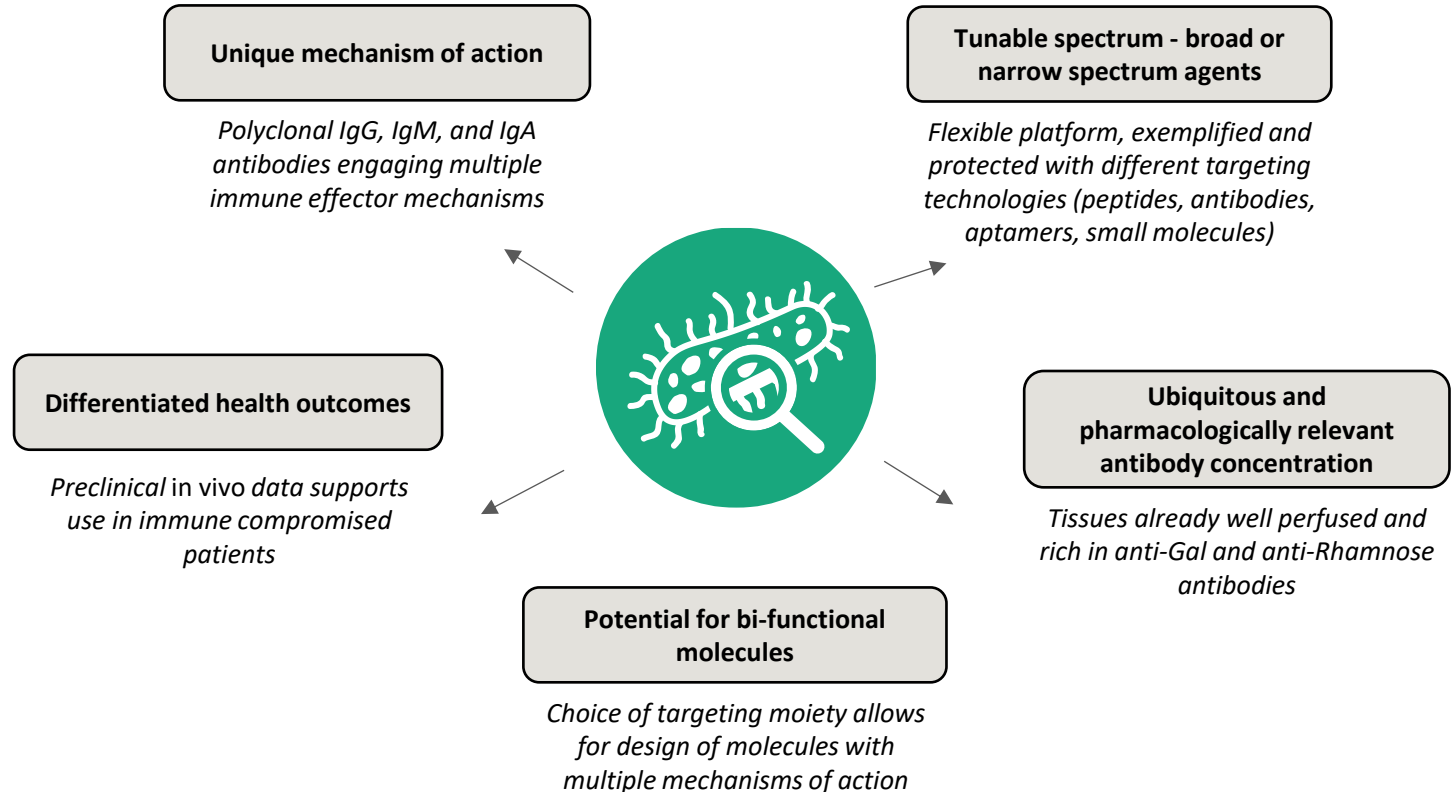 Unique mechanism of action
Polyclonal IgG, IgM, and IgA
antibodies engaging multiple
immune effector mechanisms
Tunable spectrum - broad or
narrow spectrum agents
Flexible platform, exemplified and
protected with different targeting
technologies (peptides, antibodies,
aptamers, small molecules)
Differentiated health outcomes
Preclinical in vivo data supports
use in immune compromised
patients
Ubiquitous and
pharmacologically relevant
antibody concentration
Tissues already well perfused and
rich in anti-Gal and anti-Rhamnose
antibodies
Potential for bi-functional
molecules
Choice of targeting moiety allows
for design of molecules with
multiple mechanisms of action